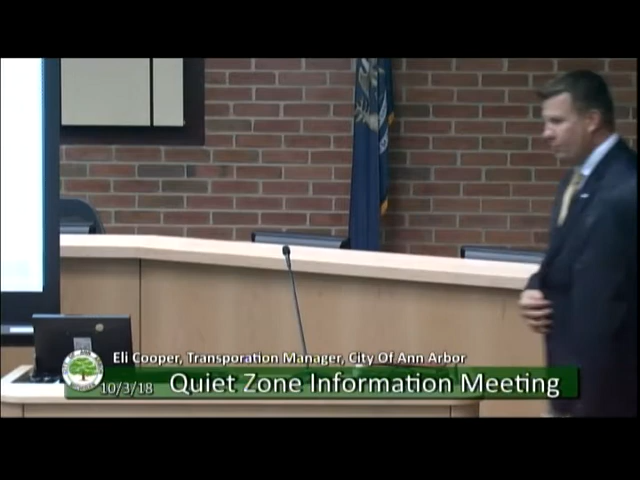 Eli Cooper, Transporation Manager, City Of Ann Arbor
10/3/18 Quiet Zone Information Meeting